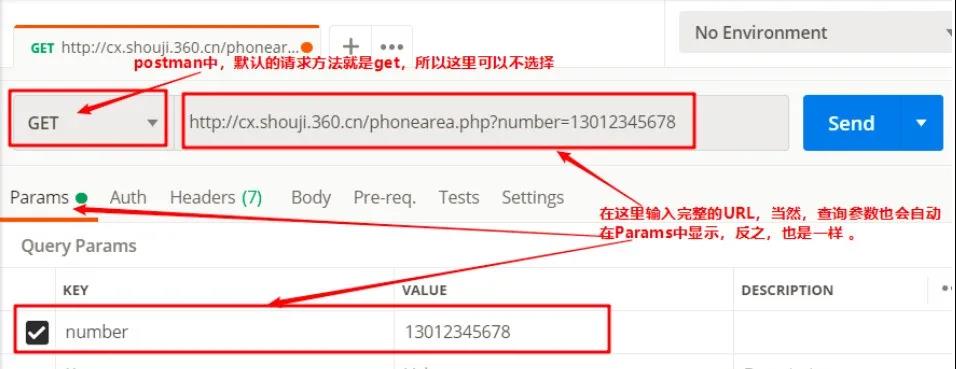 GET http://cx.shouji.360.cn/phonear...
No Environment
postman中，默认的请求方法就是get，所以这里可以不选择
GET
http://cx.shouji.360.cn/phonearea.php?number=13012345678
Send
Params Auth Headers (7) Body Pre-req. Tests Settings
在这里输入完整的URL，当然，查询参数也会自动
在Params中显示，反之，也是一样 。
Query Params
KEY VALUE DESCRIPTION
number 13012345678